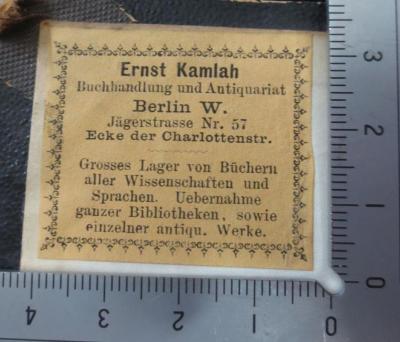 Ernst Kamlah
Buchhandlung und Antiquariat
Berlin W.
Jägerstrasse Nr. 57
Ecke der Charlottenstr.
Grosses Lager von Büchern
aller Wissenschaften und
Sprachen. Uebernahme
ganzer Bibliotheken, sowie
einzelner antiqu. Werke.
3
2
1
0
4
3
2
1
0